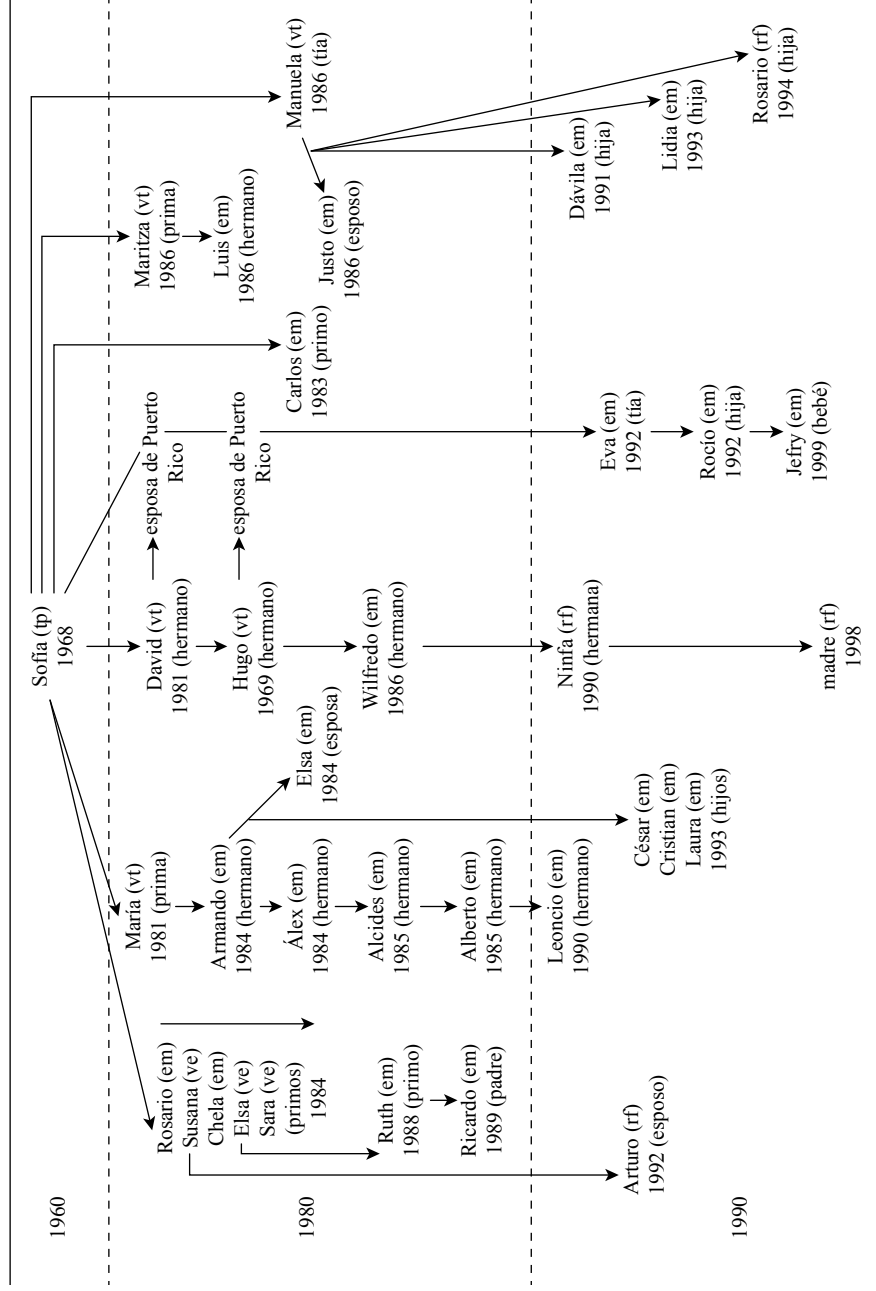 1960
1980
1990
Sofía (tp)
1968
Rosario (em)
Susana (ve)
Chela (em)
Elsa (ve)
Sara (ve)
(primos)
1984
Ruth (em)
1988 (primo)
Ricardo (em)
1989 (padre)
Arturo (rf)
1992 (esposo)
María (vt)
1981 (prima)
Armando (em)
1984 (hermano)
Álex (em)
1984 (hermano)
Alcides (em)
1985 (hermano)
Alberto (em)
1985 (hermano)
Leoncio (em)
1990 (hermano)
Elsa (em)
1984 (esposa)
César (em)
Cristian (em)
Laura (em)
1993 (hijos)
David (vt)
1981 (hermano)
esposa de Puerto
Rico
Hugo (vt)
1969 (hermano)
esposa de Puerto
Rico
Wilfredo (em)
1986 (hermano)
Ninfa (rf)
1990 (hermana)
madre (rf)
1998
Eva (em)
1992 (tía)
Rocío (em)
1992 (hija)
Jefry (em)
1999 (bebé)
Carlos (em)
1983 (primo)
Maritza (vt)
1986 (prima)
Luis (em)
1986 (hermano)
Manuela (vt)
1986 (tía)
Justo (em)
1986 (esposo)
Dávila (em)
1991 (hija)
Lidia (em)
1993 (hija)
Rosario (rf)
1994 (hija)